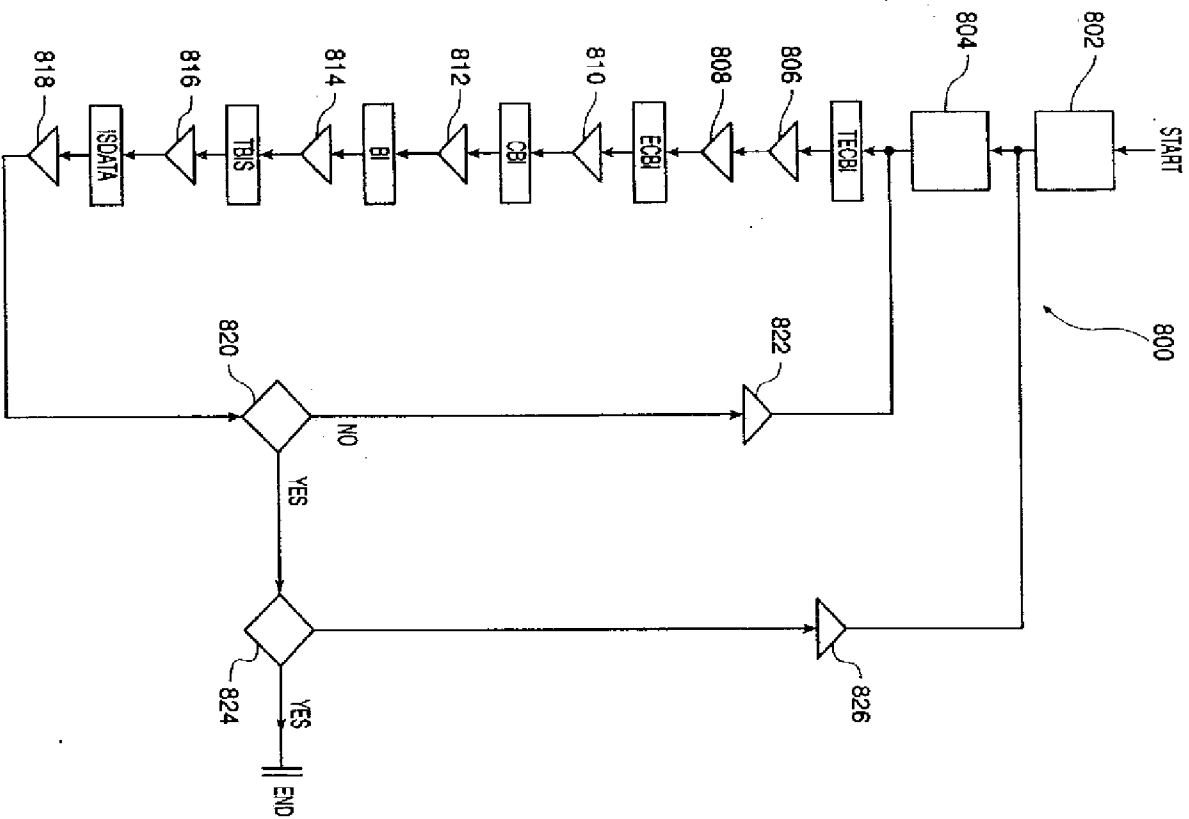 START
802
804
800
TECBI
806
808
ECBI
810
CBI
812
BI
814
TBIS
816
ISDATA
818
820
NO
822
YES
824
826
YES
END